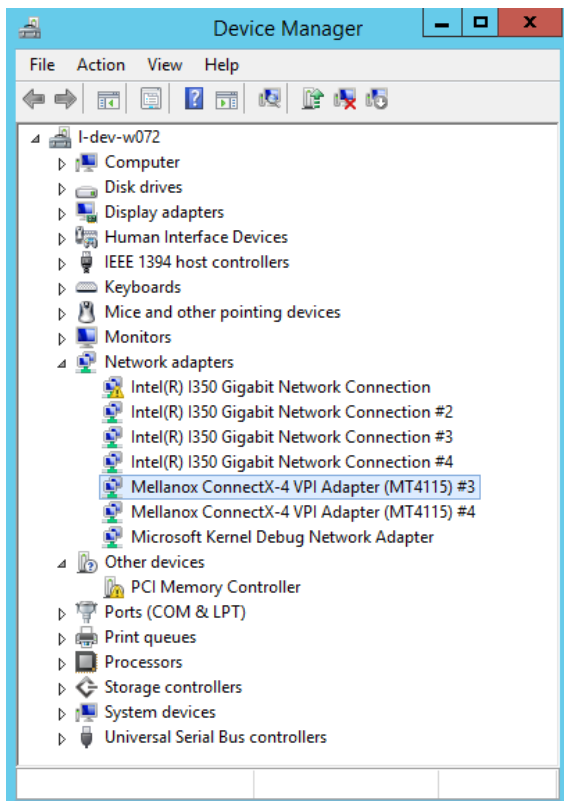 Device Manager
File Action View Help
l-dev-w072
Computer
Disk drives
Display adapters
Human Interface Devices
IEEE 1394 host controllers
Keyboards
Mice and other pointing devices
Monitors
Network adapters
Intel(R) I350 Gigabit Network Connection
Intel(R) I350 Gigabit Network Connection #2
Intel(R) I350 Gigabit Network Connection #3
Intel(R) I350 Gigabit Network Connection #4
Mellanox ConnectX-4 VPI Adapter (MT4115) #3
Mellanox ConnectX-4 VPI Adapter (MT4115) #4
Microsoft Kernel Debug Network Adapter
Other devices
PCI Memory Controller
Ports (COM & LPT)
Print queues
Processors
Storage controllers
System devices
Universal Serial Bus controllers